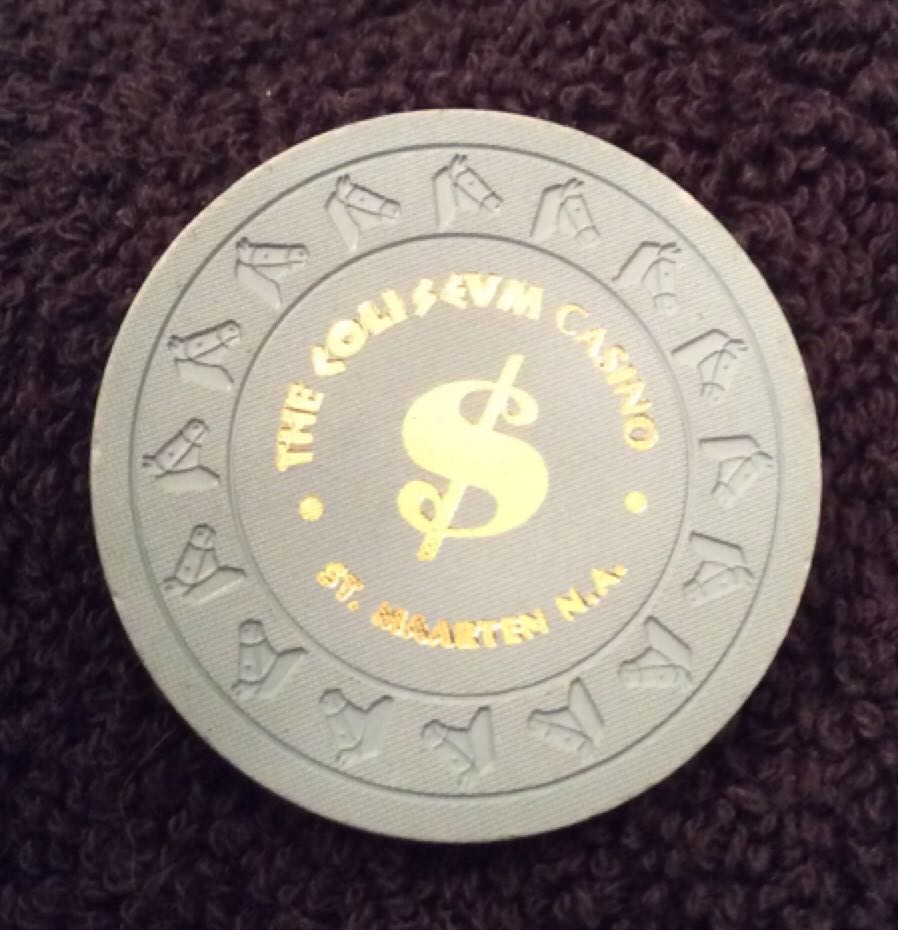 THE COLISEVM CASINO
$
ST. MAARTEN N.A.